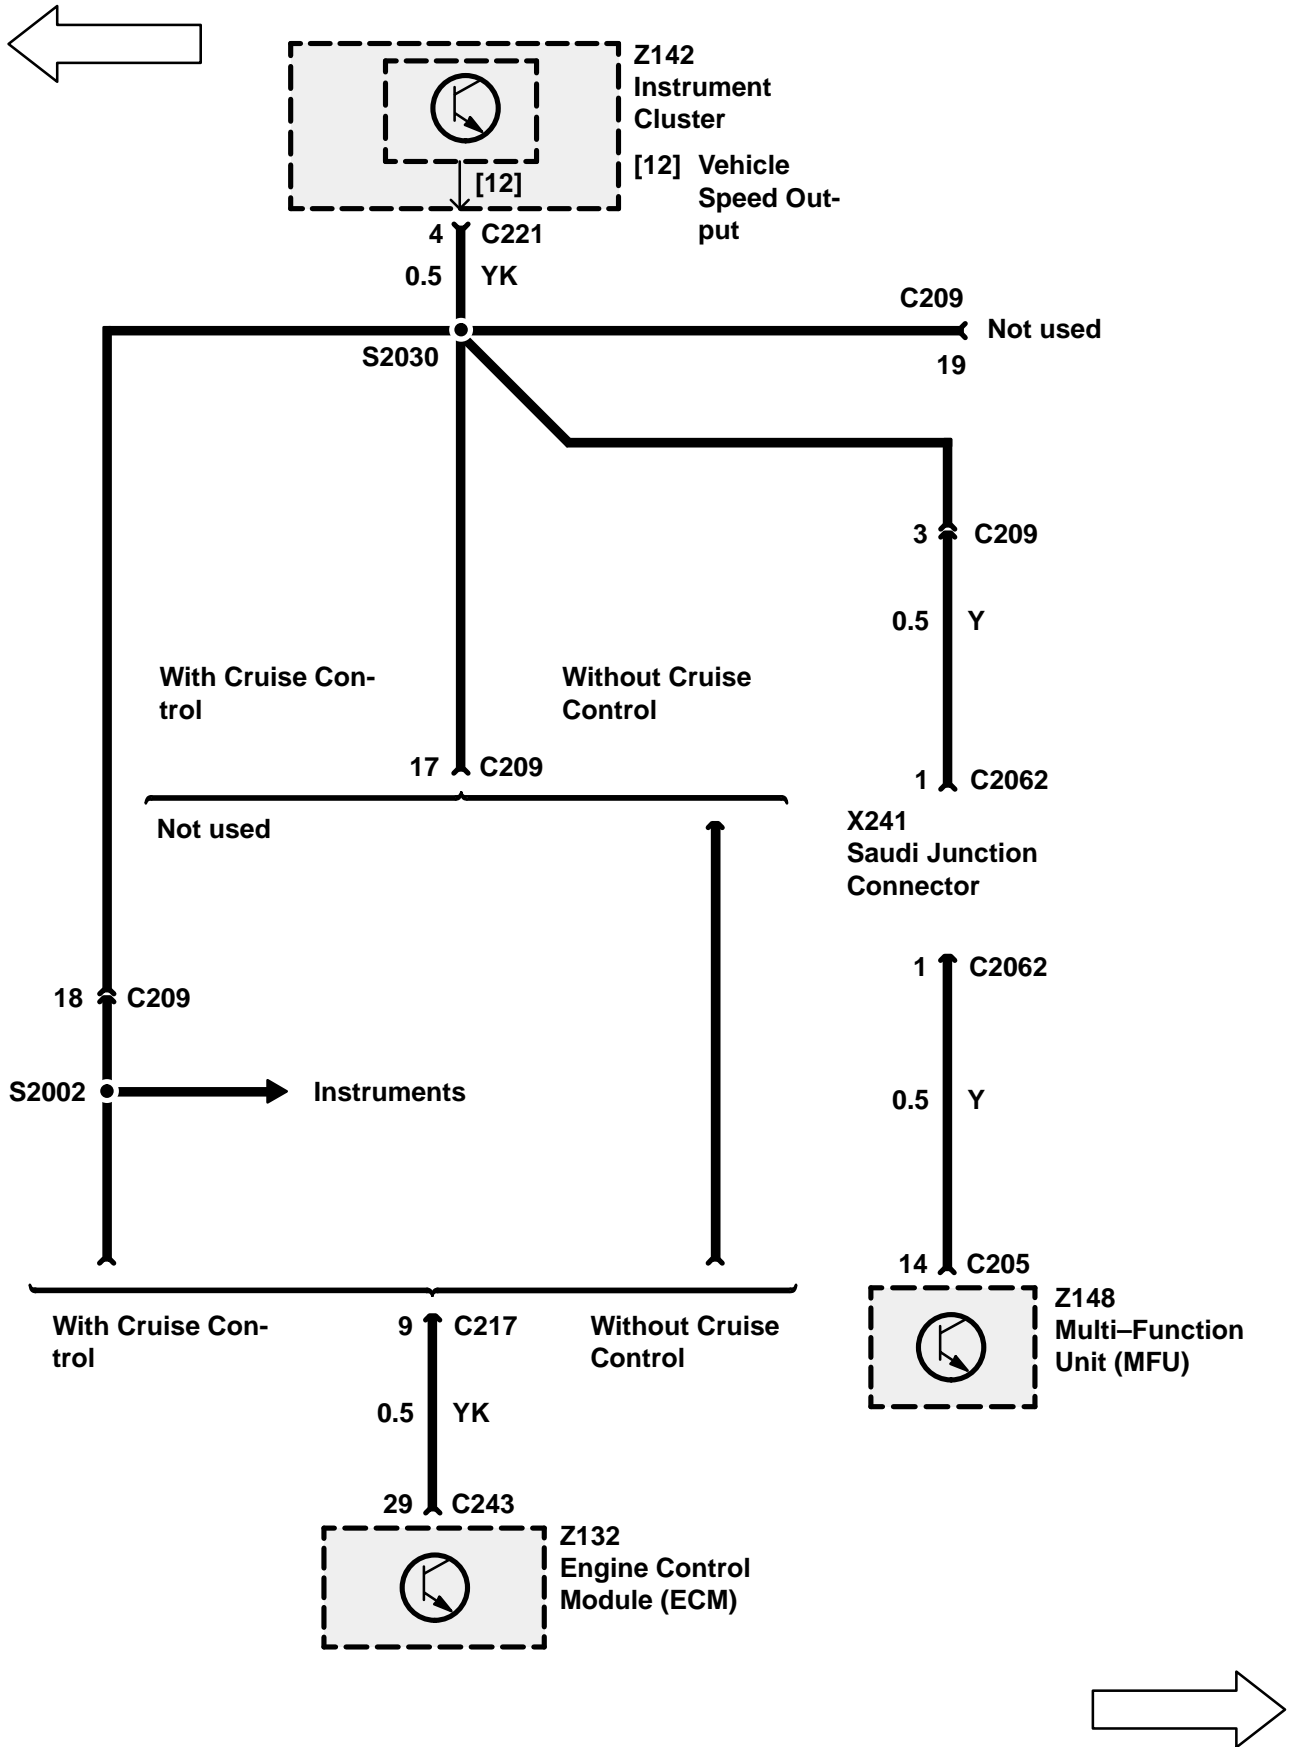 Z142
Instrument
Cluster
[12] Vehicle
Speed Out-
put
[12]
4 C221
0.5 YK
C209
Not used
19
S2030
3 C209
0.5 Y
With Cruise Con-
trol
Without Cruise
Control
17 C209
1 C2062
Not used
X241
Saudi Junction
Connector
1 C2062
18 C209
S2002
Instruments
0.5 Y
14 C205
Z148
Multi–Function
Unit (MFU)
With Cruise Con-
trol
9 C217
Without Cruise
Control
0.5 YK
29 C243
Z132
Engine Control
Module (ECM)